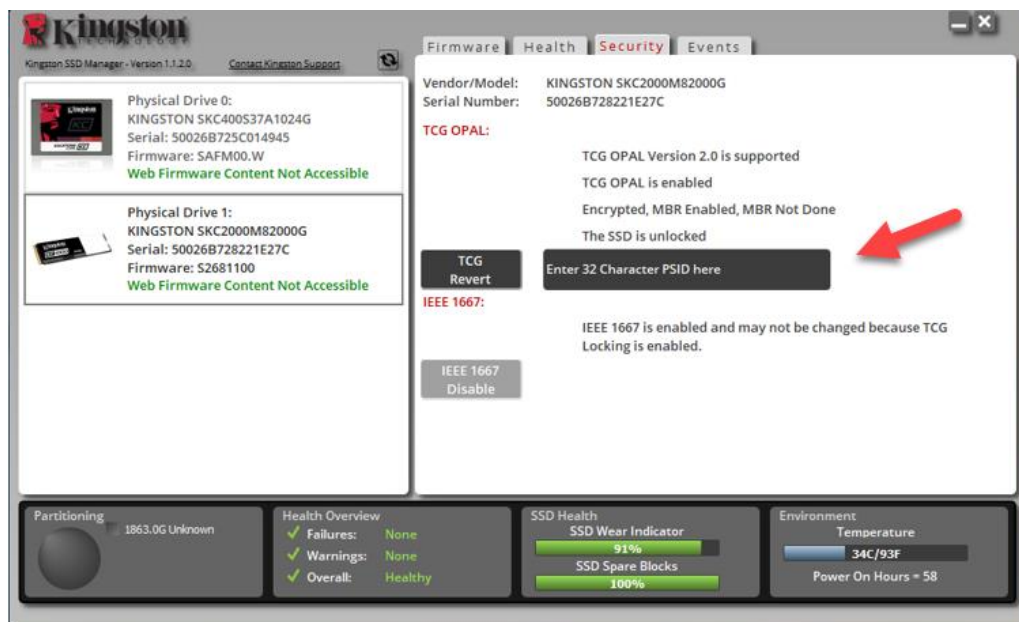 Kingston
TECHNOLOGY
Kingston SSD Manager - Version 1.1.2.0
Contact Kingston Support
Firmware
Health
Security
Events
Physical Drive 0:
KINGSTON SKC400S37A1024G
Serial: 50026B725C014945
Firmware: SAFM00.W
Web Firmware Content Not Accessible
Physical Drive 1:
KINGSTON SKC2000M82000G
Serial: 50026B728221E27C
Firmware: S2681100
Web Firmware Content Not Accessible
Vendor/Model: KINGSTON SKC2000M82000G
Serial Number: 50026B728221E27C
TCG OPAL:
TCG OPAL Version 2.0 is supported
TCG OPAL is enabled
Encrypted, MBR Enabled, MBR Not Done
The SSD is unlocked
TCG
Revert
Enter 32 Character PSID here
IEEE 1667:
IEEE 1667 is enabled and may not be changed because TCG
Locking is enabled.
IEEE 1667
Disable
Partitioning
1863.0G Unknown
Health Overview
Failures: None
Warnings: None
Overall: Healthy
SSD Health
SSD Wear Indicator
91%
SSD Spare Blocks
100%
Environment
Temperature
34C/93F
Power On Hours = 58